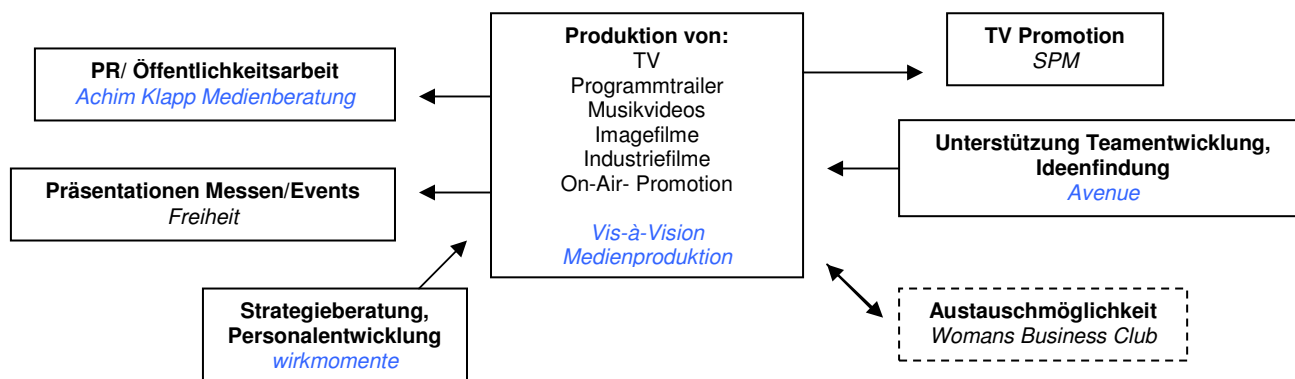 PR/ Öffentlichkeitsarbeit
Achim Klapp Medienberatung
Präsentationen Messen/Events
Freiheit
Strategieberatung,
Personalentwicklung
wirkmomente
Produktion von:
TV
Programmtrailer
Musikvideos
Imagefilme
Industriefilme
On-Air- Promotion
Vis-à-Vision
Medienproduktion
TV Promotion
SPM
Unterstützung Teamentwicklung,
Ideenfindung
Avenue
Austauschmöglichkeit
Womans Business Club